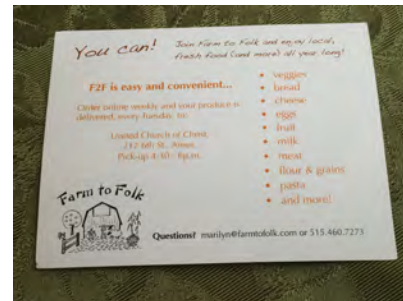 You can!
Join Farm to Folk and enjoy local,
fresh food (and more) all year long!
F2F is easy and convenient...
Order online weekly and your produce is
delivered, every Tuesday, to:
United Church of Christ,
217 6th St., Ames.
Pick-up 4:30 - 6p.m.
• veggies
• bread
• cheese
• eggs
• fruit
• milk
• meat
• flour & grains
• pasta
• and more!
Farm to Folk
Questions? marilyn@farmtofolk.com or 515.460.7273